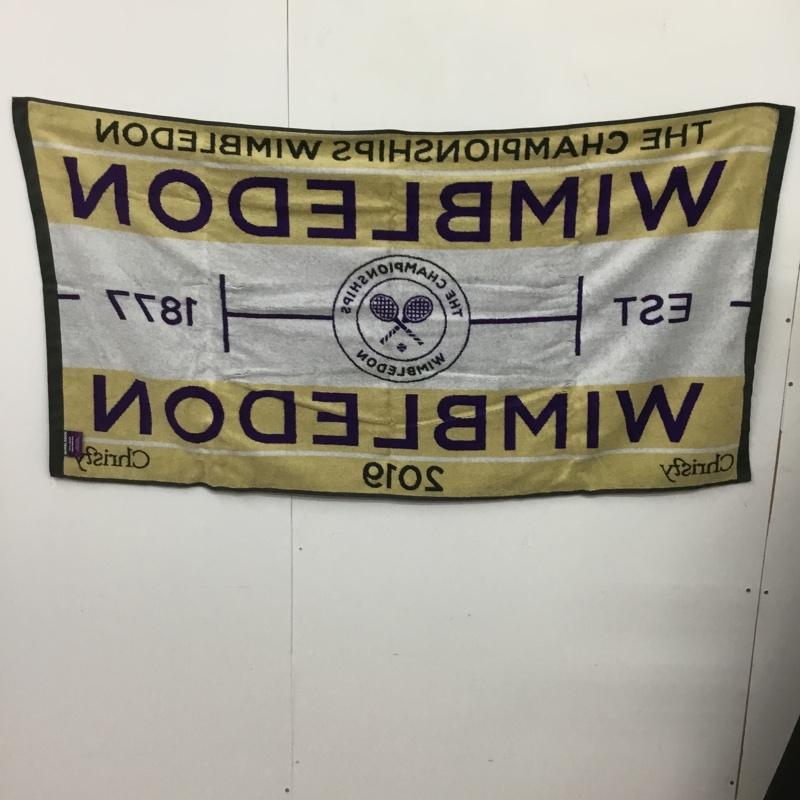 THE CHAMPIONSHIPS WIMBLEDON
WIMBLEDON
EST
THE CHAMPIONSHIPS
WIMBLEDON
1877
WIMBLEDON
Christy
2019
Christy